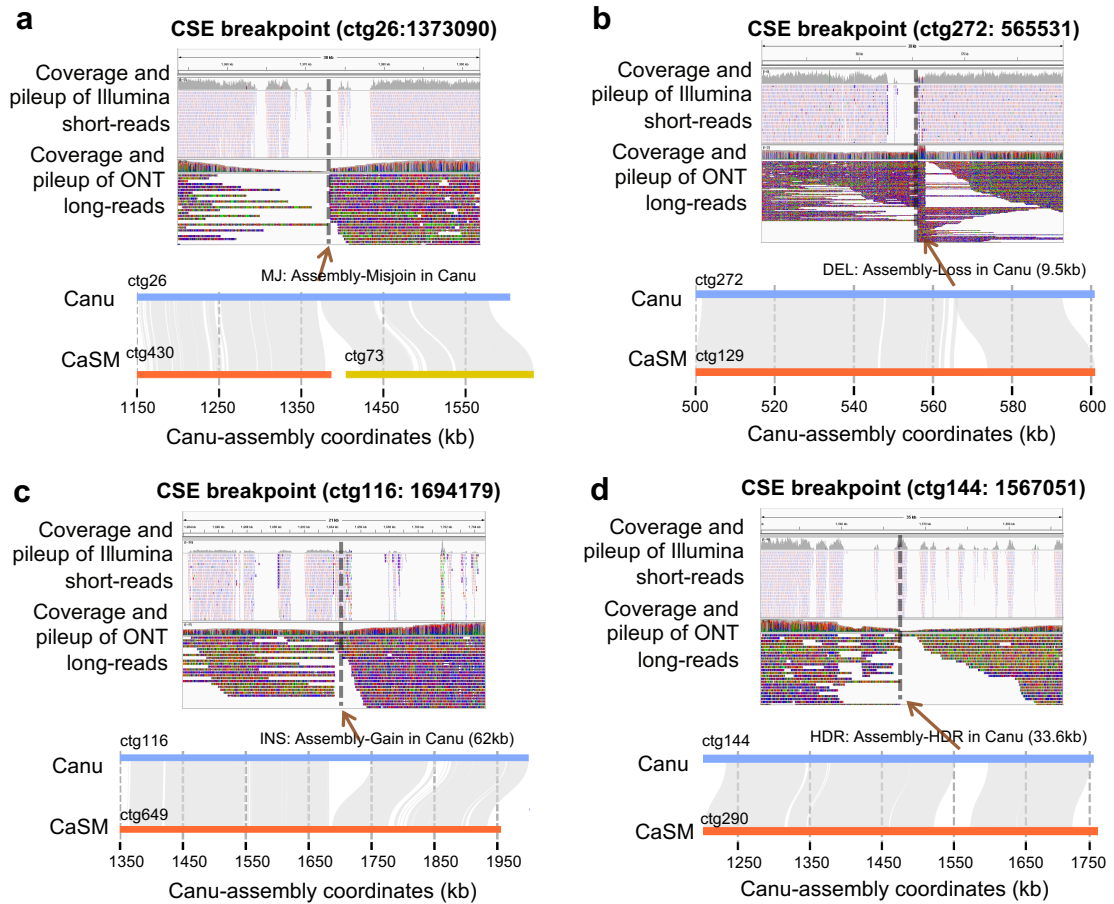 a
CSE breakpoint (ctg26:1373090)
Coverage and
pileup of Illumina
short-reads
Coverage and
pileup of ONT
long-reads
MJ: Assembly-Misjoin in Canu
ctg26
Canu
CaSM
ctg430
ctg73
1150 1250 1350 1450 1550
Canu-assembly coordinates (kb)
b
CSE breakpoint (ctg272: 565531)
Coverage and
pileup of Illumina
short-reads
Coverage and
pileup of ONT
long-reads
DEL: Assembly-Loss in Canu (9.5kb)
ctg272
Canu
CaSM
ctg129
500 520 540 560 580 600
Canu-assembly coordinates (kb)
c
CSE breakpoint (ctg116: 1694179)
21 kb
Coverage and
pileup of Illumina
short-reads
Coverage and
pileup of ONT
long-reads
INS: Assembly-Gain in Canu (62kb)
ctg116
Canu
CaSM
ctg649
1350 1450 1550 1650 1750 1850 1950
Canu-assembly coordinates (kb)
d
CSE breakpoint (ctg144: 1567051)
35 kb
Coverage and
pileup of Illumina
short-reads
Coverage and
pileup of ONT
long-reads
HDR: Assembly-HDR in Canu (33.6kb)
ctg144
Canu
CaSM
ctg290
1250 1350 1450 1550 1650 1750
Canu-assembly coordinates (kb)